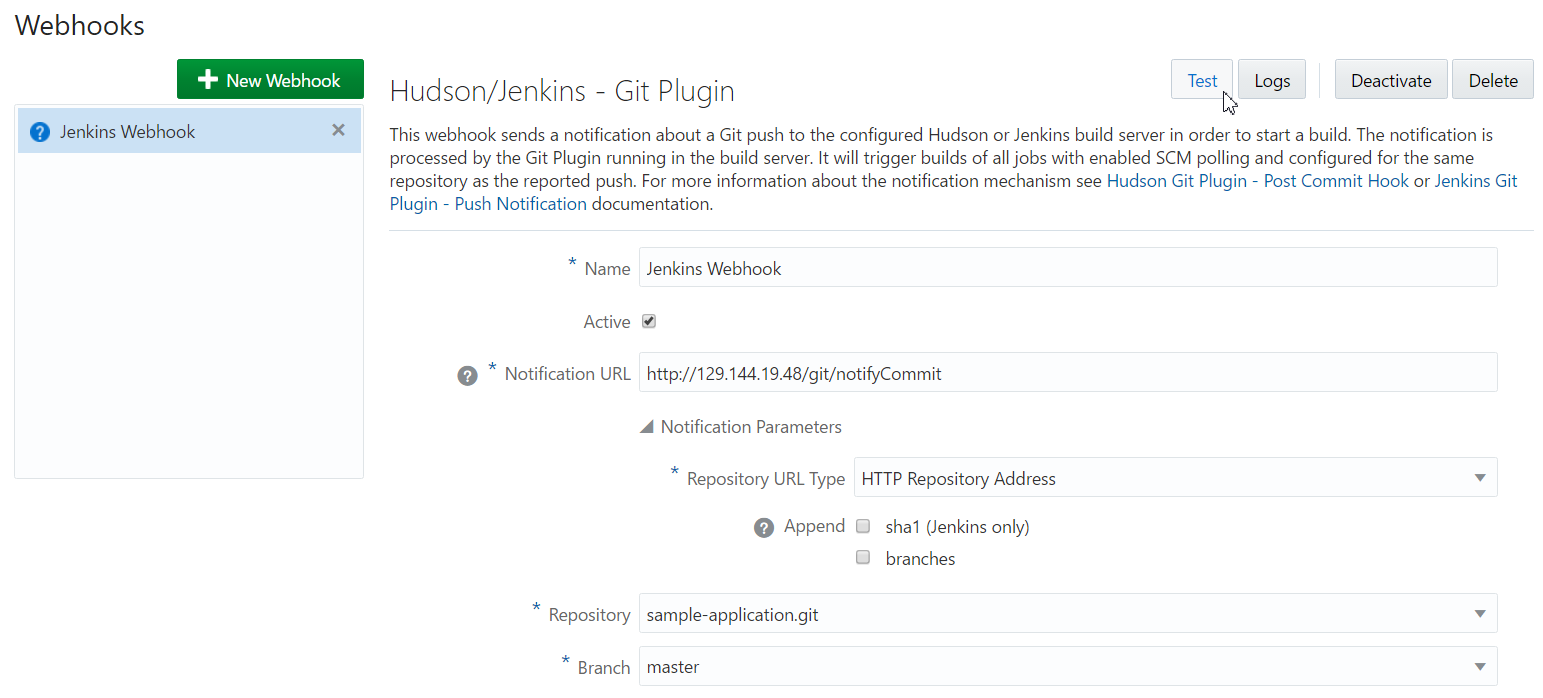 Webhooks
New Webhook
Jenkins Webhook
Hudson/Jenkins - Git Plugin
Test Logs Deactivate Delete
This webhook sends a notification about a Git push to the configured Hudson or Jenkins build server in order to start a build. The notification is
processed by the Git Plugin running in the build server. It will trigger builds of all jobs with enabled SCM polling and configured for the same
repository as the reported push. For more information about the notification mechanism see Hudson Git Plugin - Post Commit Hook or Jenkins Git
Plugin - Push Notification documentation.
* Name Jenkins Webhook
Active
? * Notification URL http://129.144.19.48/git/notifyCommit
Notification Parameters
* Repository URL Type HTTP Repository Address
? Append sha1 (Jenkins only)
branches
* Repository sample-application.git
* Branch master